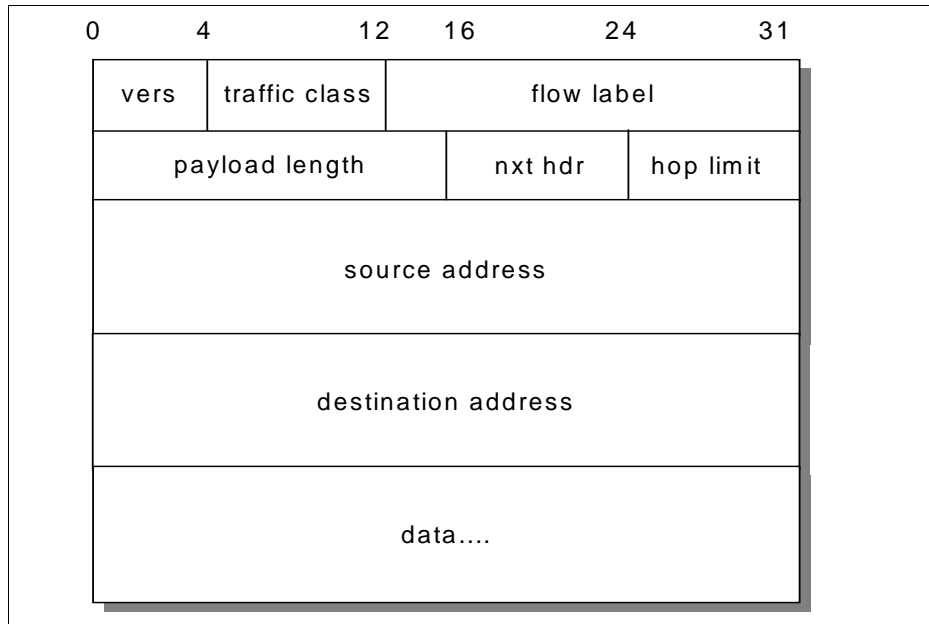 0 4 12 16 24 31
vers traffic class flow label
payload length nxt hdr hop limit
source address
destination address
data....